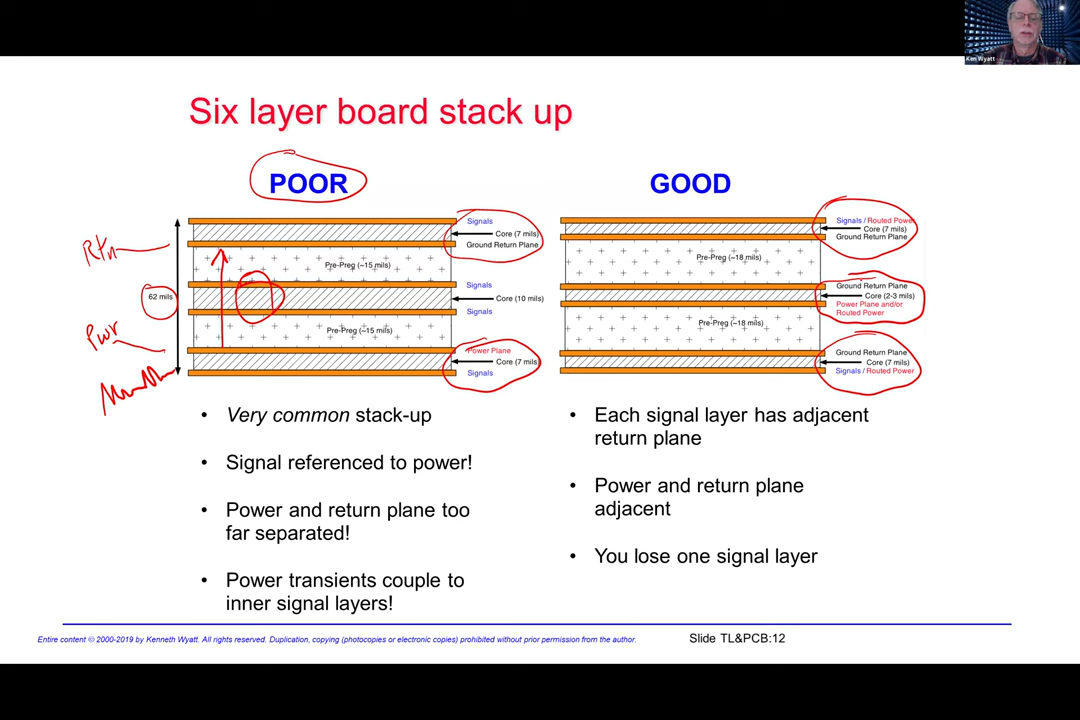 Ken Wyatt
Six layer board stack up
POOR
GOOD
Rtn
62 mils
Pwr
Signals
Core (7 mils)
Ground Return Plane
Pre-Preg (~15 mils)
Signals
Core (10 mils)
Signals
Pre-Preg (~15 mils)
Power Plane
Core (7 mils)
Signals
Signals / Routed Power
Core (7 mils)
Ground Return Plane
Pre-Preg (~18 mils)
Ground Return Plane
Core (2-3 mils)
Power Plane and/or
Routed Power
Pre-Preg (~18 mils)
Ground Return Plane
Core (7 mils)
Signals / Routed Power
• Very common stack-up
• Signal referenced to power!
• Power and return plane too
far separated!
• Power transients couple to
inner signal layers!
• Each signal layer has adjacent
return plane
• Power and return plane
adjacent
• You lose one signal layer
Entire content © 2000-2019 by Kenneth Wyatt. All rights reserved. Duplication, copying (photocopies or electronic copies) prohibited without prior permission from the author.
Slide TL&PCB:12